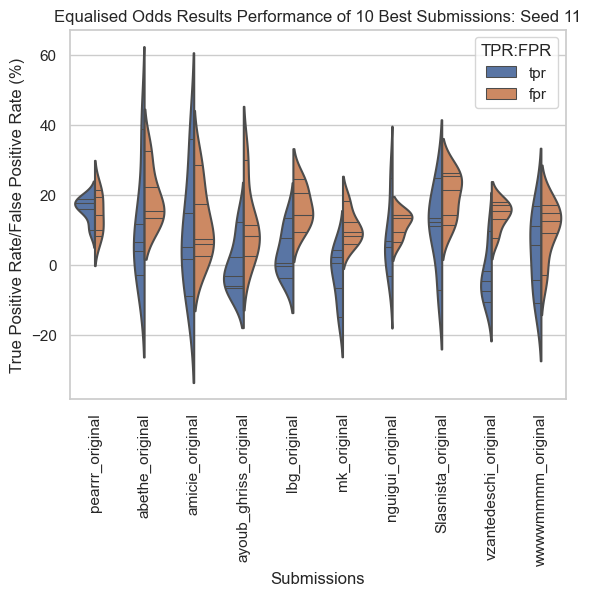 Equalised Odds Results Performance of 10 Best Submissions: Seed 11
True Positive Rate/False Positive Rate (%)
60
40
20
0
−20
TPR:FPR
tpr
fpr
pearrr_original
abethe_original
amicie_original
ayoub_ghriss_original
lbg_original
mk_original
nguigui_original
Slasnista_original
vzantedeschi_original
wwwwmmmm_original
Submissions